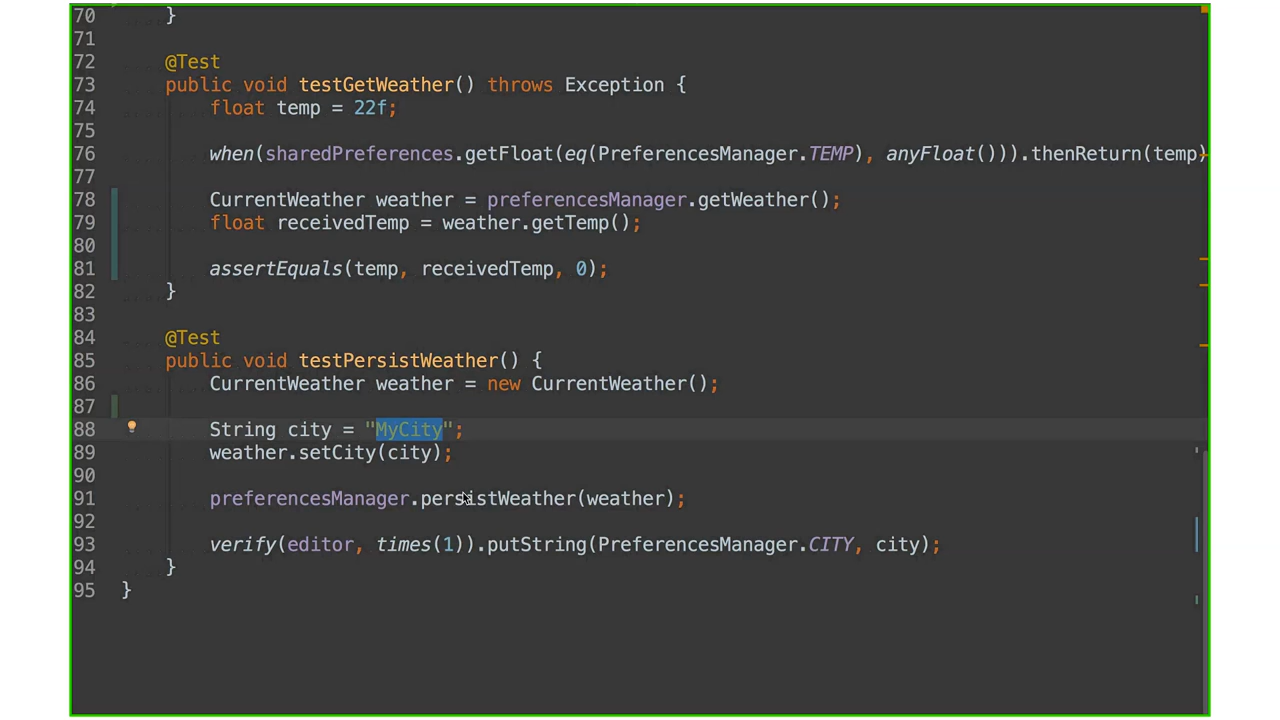 70 }
71
72 @Test
73 public void testGetWeather() throws Exception {
74 float temp = 22f;
75
76 when(sharedPreferences.getFloat(eq(PreferencesManager.TEMP), anyFloat())).thenReturn(temp)
77
78 CurrentWeather weather = preferencesManager.getWeather();
79 float receivedTemp = weather.getTemp();
80
81 assertEquals(temp, receivedTemp, 0);
82 }
83
84 @Test
85 public void testPersistWeather() {
86 CurrentWeather weather = new CurrentWeather();
87
88 String city = "MyCity";
89 weather.setCity(city);
90
91 preferencesManager.persistWeather(weather);
92
93 verify(editor, times(1)).putString(PreferencesManager.CITY, city);
94 }
95 }